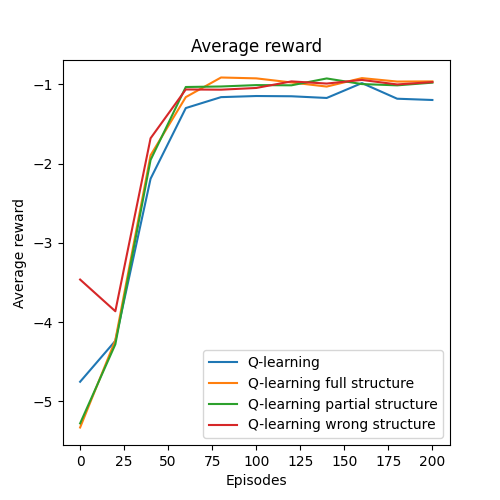 Average reward
Average reward
−1
−2
−3
−4
−5
Q-learning
Q-learning full structure
Q-learning partial structure
Q-learning wrong structure
0 25 50 75 100 125 150 175 200
Episodes